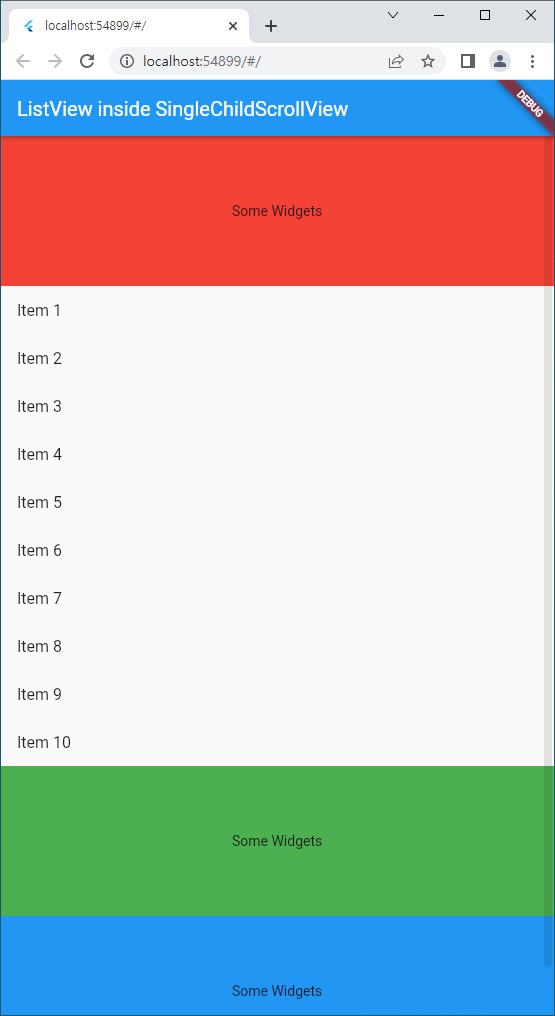 localhost:54899/#/
localhost:54899/#/
ListView inside SingleChildScrollView
DEBUG
Some Widgets
Item 1
Item 2
Item 3
Item 4
Item 5
Item 6
Item 7
Item 8
Item 9
Item 10
Some Widgets
Some Widgets